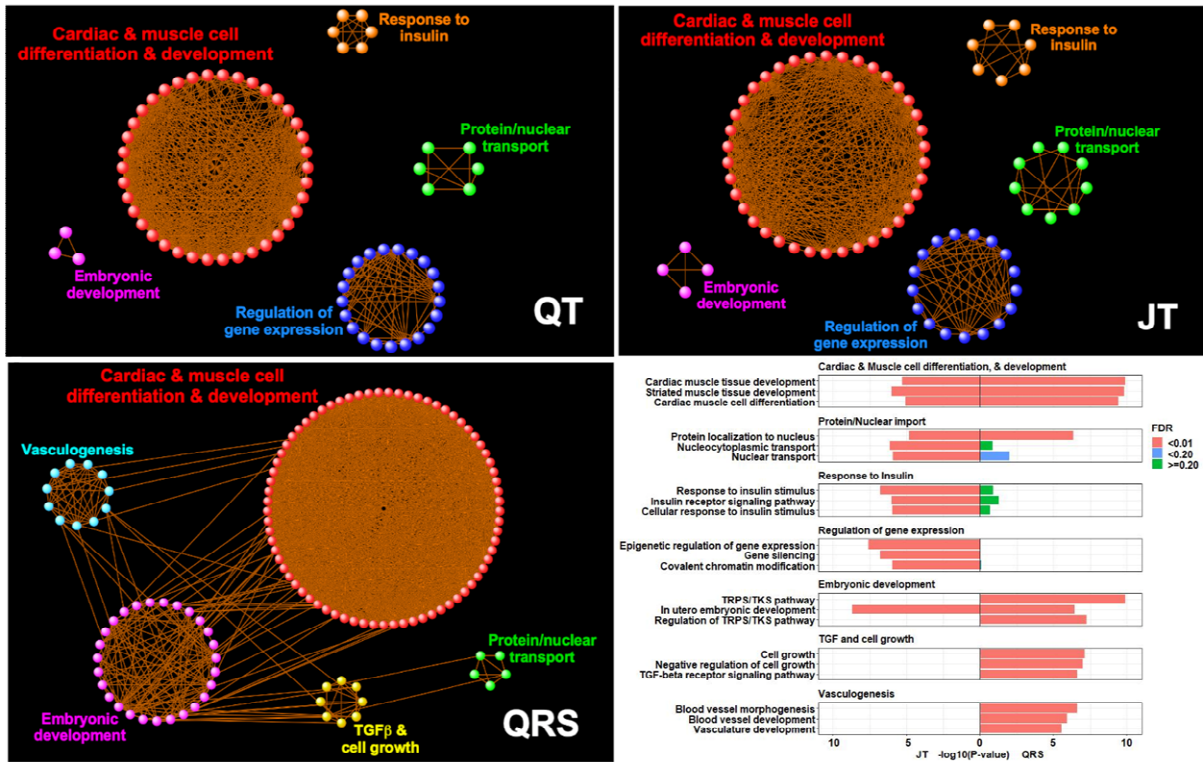 Cardiac & muscle cell
differentiation & development
Response to
insulin
Protein/nuclear
transport
Embryonic
development
Regulation of
gene expression
QT
Cardiac & muscle cell
differentiation & development
Response to
insulin
Protein/nuclear
transport
Embryonic
development
Regulation of
gene expression
JT
Cardiac & muscle cell
differentiation & development
Vasculogenesis
Embryonic
development
TGFβ &
cell growth
Protein/nuclear
transport
QRS
Cardiac & Muscle cell differentiation, & development
Cardiac muscle tissue development
Striated muscle tissue development
Cardiac muscle cell differentiation
Protein/Nuclear import
Protein localization to nucleus
Nucleocytoplasmic transport
Nuclear transport
Response to Insulin
Response to insulin stimulus
Insulin receptor signaling pathway
Cellular response to insulin stimulus
Regulation of gene expression
Epigenetic regulation of gene expression
Gene silencing
Covalent chromatin modification
Embryonic development
TRPS/TKS pathway
In utero embryonic development
Regulation of TRPS/TKS pathway
TGF and cell growth
Cell growth
Negative regulation of cell growth
TGF-beta receptor signaling pathway
Vasculogenesis
Blood vessel morphogenesis
Blood vessel development
Vasculature development
10 5 0 5 10
JT -log10(P-value) QRS
FDR
<0.01
<0.20
>=0.20